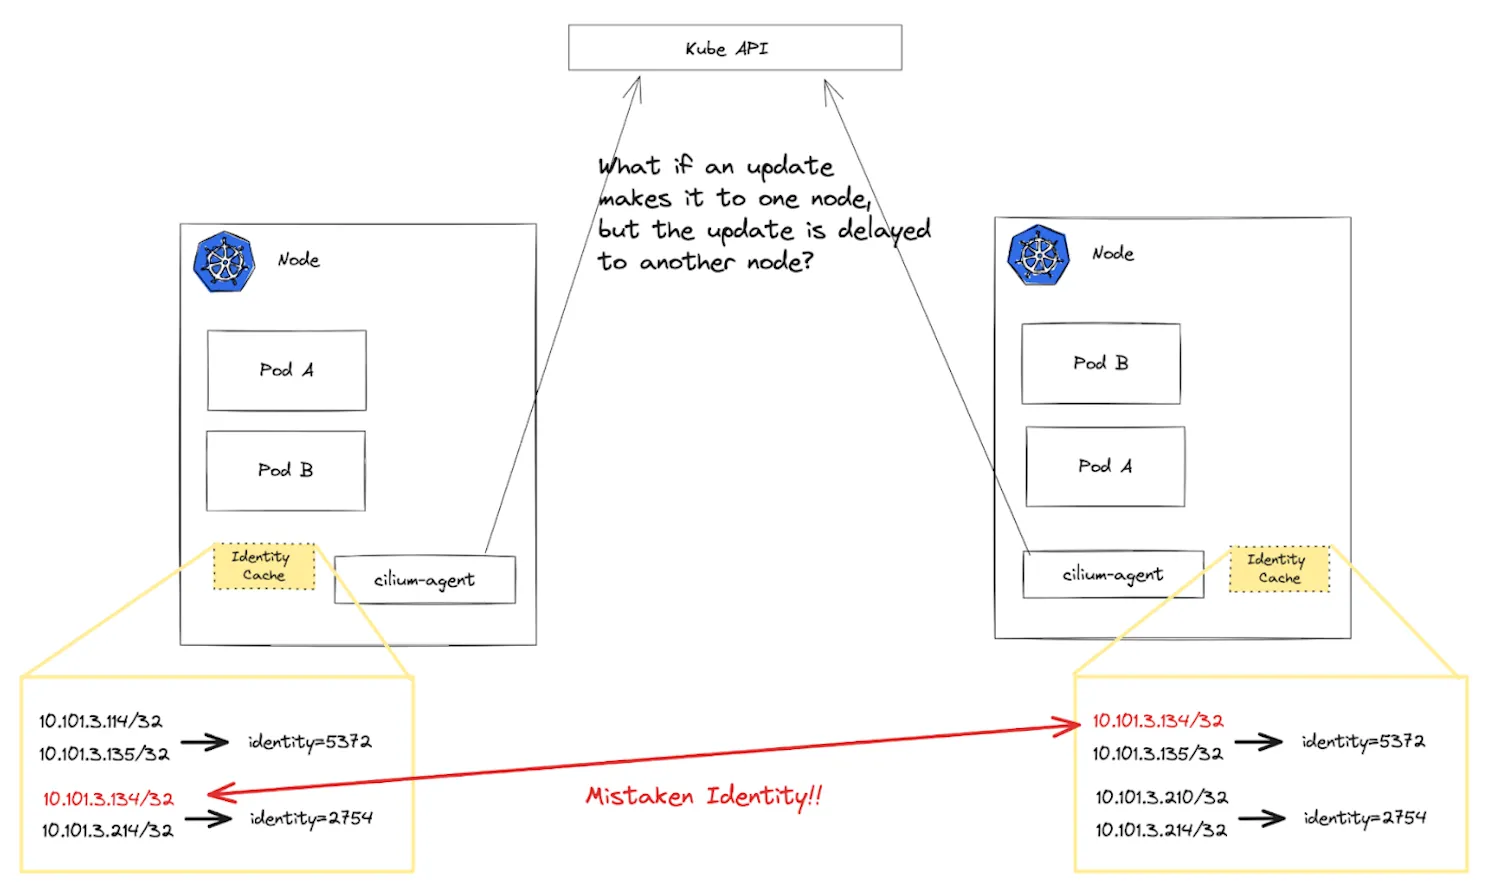 Kube API
What if an update
makes it to one node,
but the update is delayed
to another node?
Node
Pod A
Pod B
Identity
Cache
cilium-agent
Node
Pod B
Pod A
cilium-agent
Identity
Cache
10.101.3.114/32
10.101.3.135/32
identity=5372
10.101.3.134/32
10.101.3.214/32
identity=2754
Mistaken Identity!!
10.101.3.134/32
10.101.3.135/32
identity=5372
10.101.3.210/32
10.101.3.214/32
identity=2754